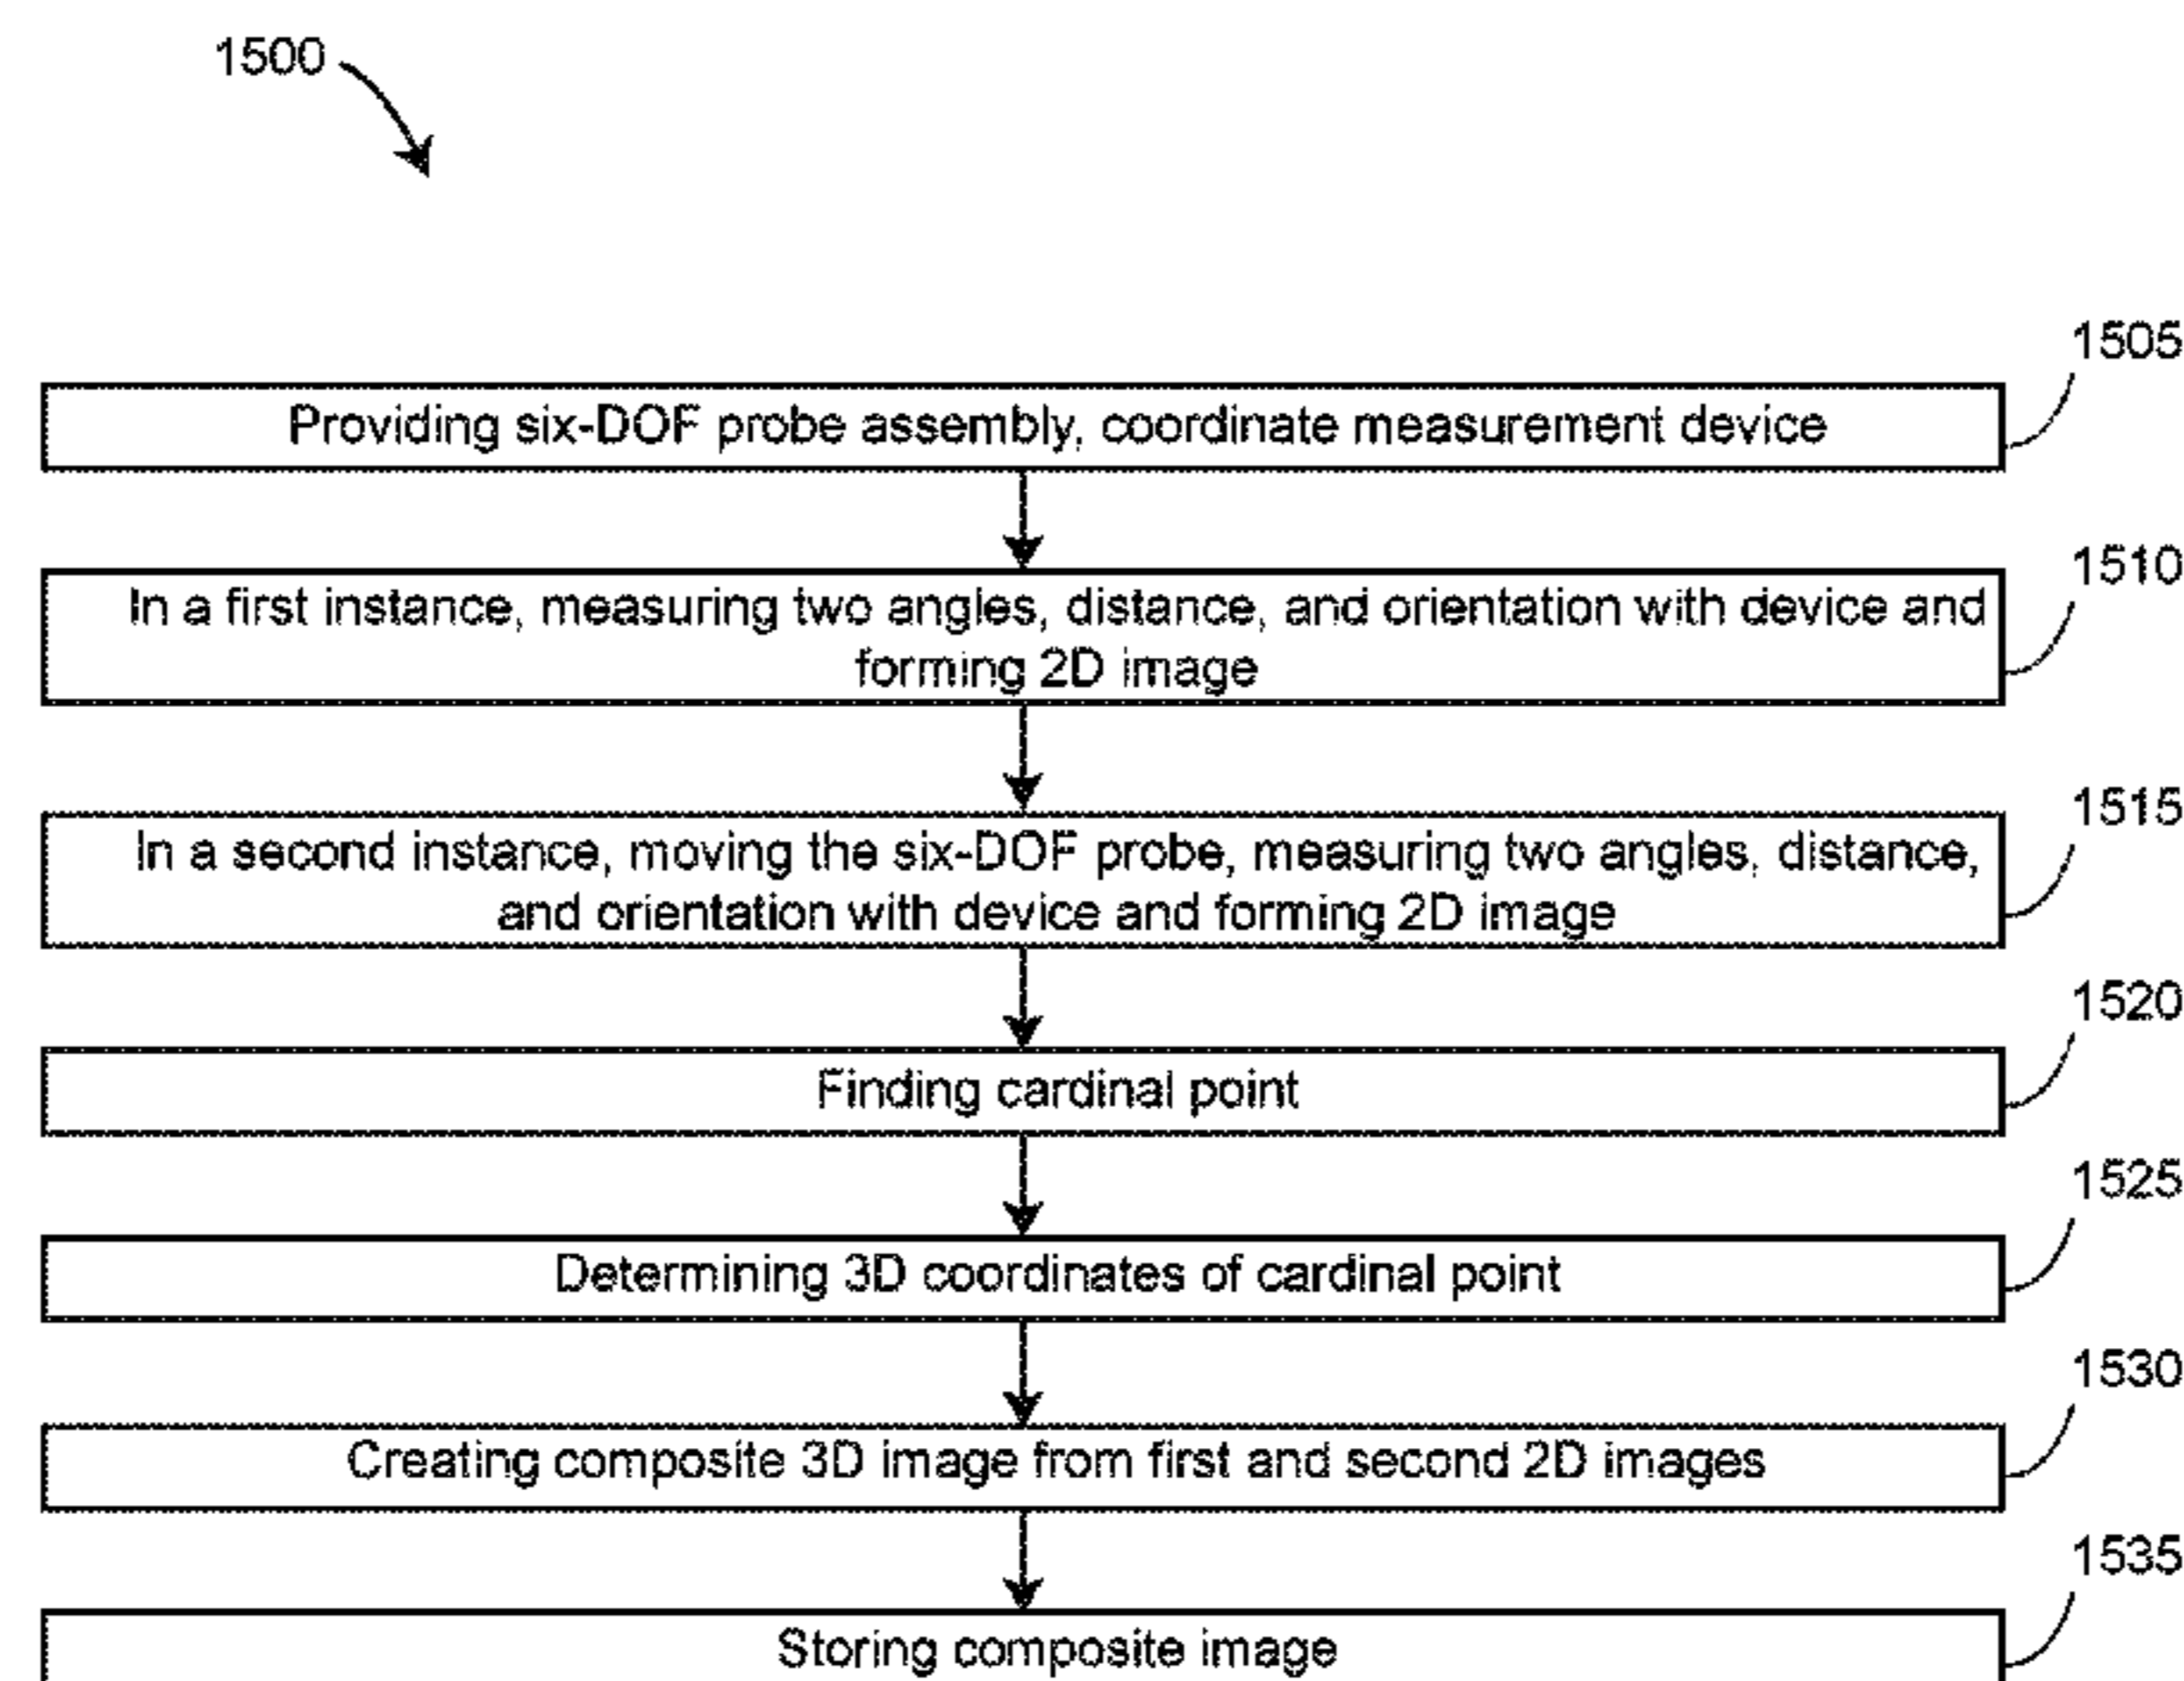 1500
1505
Providing six-DOF probe assembly, coordinate measurement device
1510
In a first instance, measuring two angles, distance, and orientation with device and
forming 2D image
1515
In a second instance, moving the six-DOF probe, measuring two angles, distance,
and orientation with device and forming 2D image
1520
Finding cardinal point
1525
Determining 3D coordinates of cardinal point
1530
Creating composite 3D image from first and second 2D images
1535
Storing composite image